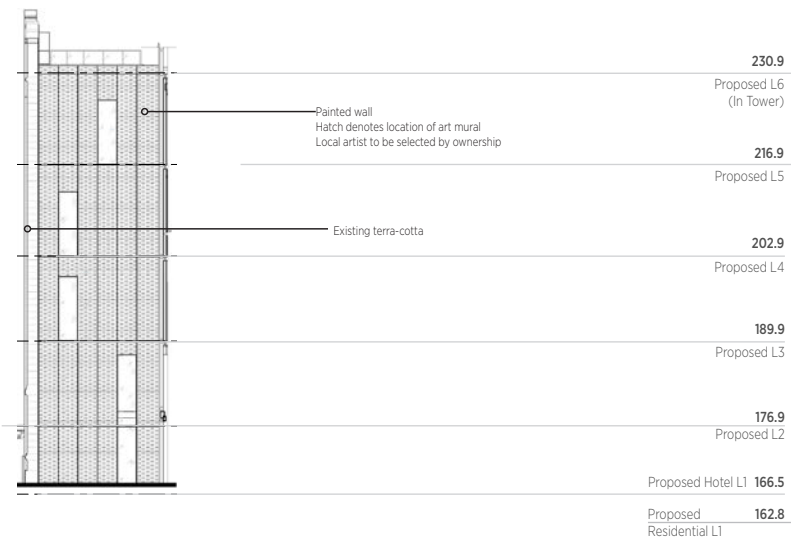 230.9
Proposed L6
(In Tower)
Painted wall
Hatch denotes location of art mural
Local artist to be selected by ownership
216.9
Proposed L5
Existing terra-cotta
202.9
Proposed L4
189.9
Proposed L3
176.9
Proposed L2
Proposed Hotel L1 166.5
Proposed 162.8
Residential L1